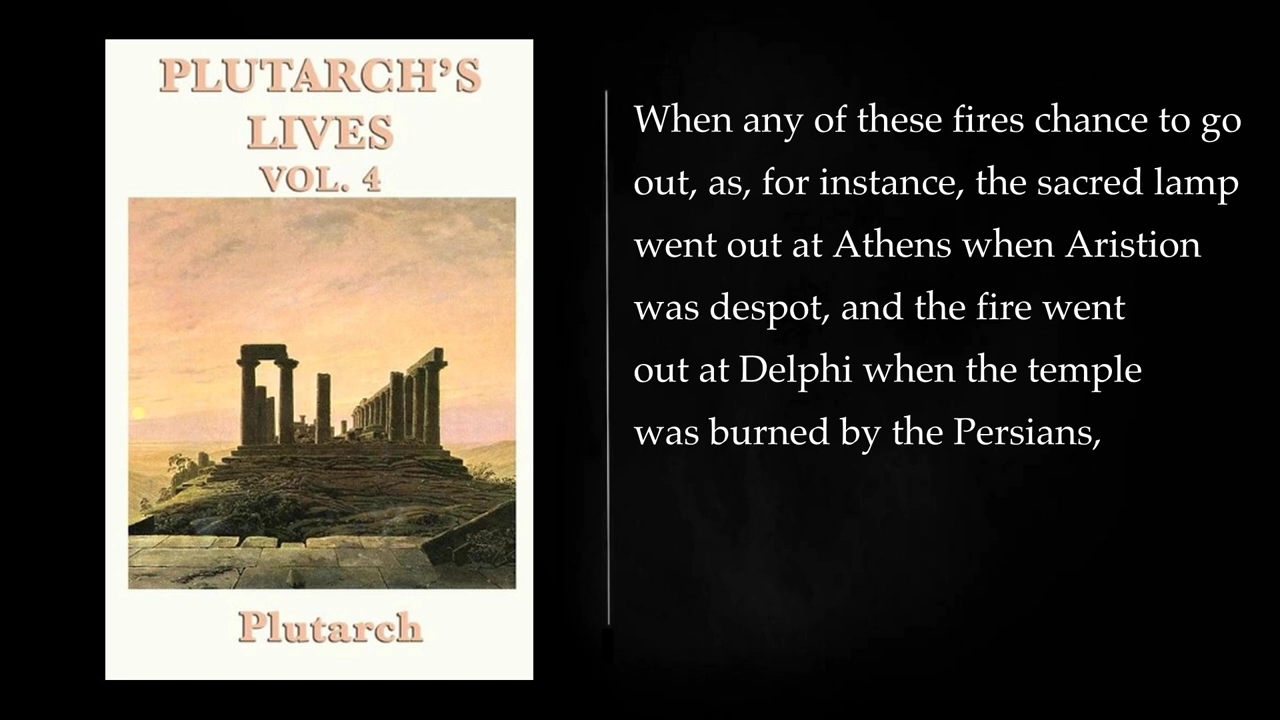 PLUTARCH'S
LIVES
VOL. 4
Plutarch
When any of these fires chance to go
out, as, for instance, the sacred lamp
went out at Athens when Aristion
was despot, and the fire went
out at Delphi when the temple
was burned by the Persians,